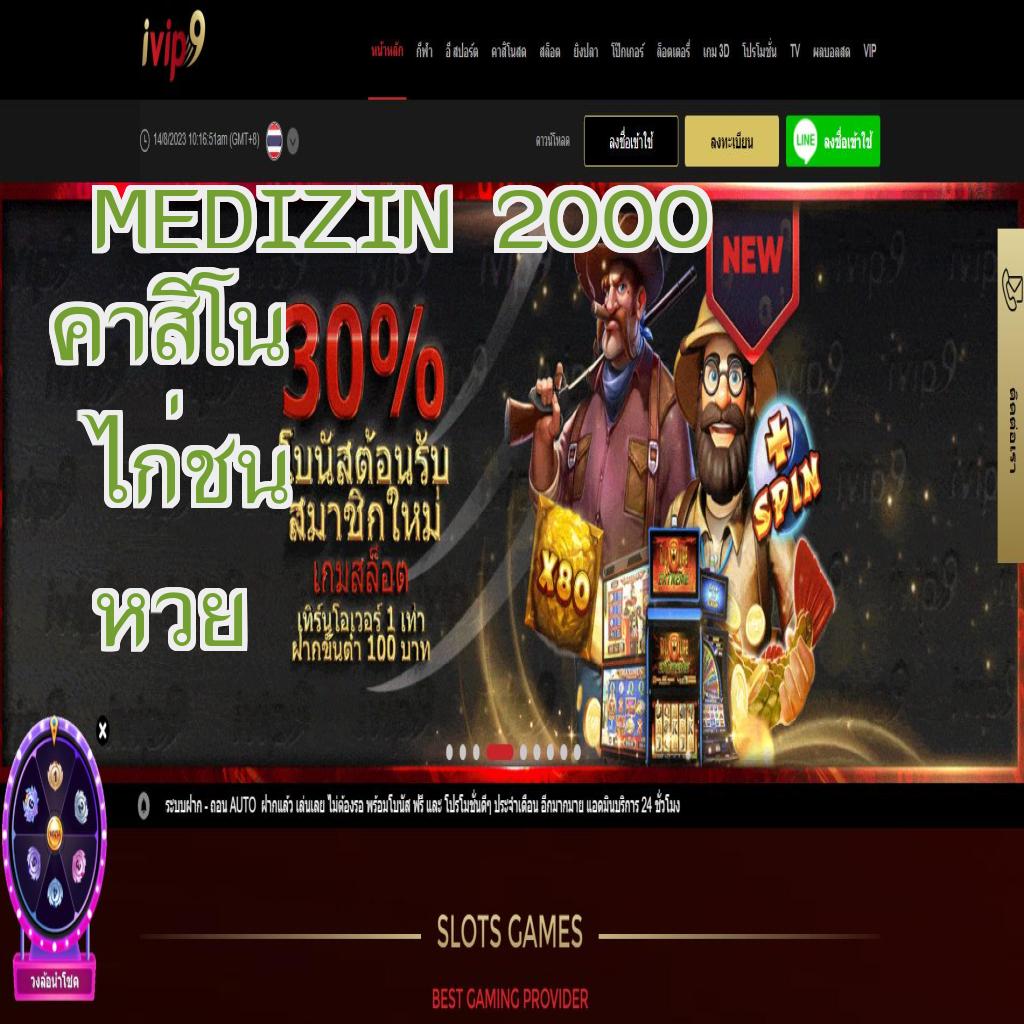 ivip9
หน้าหลัก กีฬา อี สปอร์ต คาสิโนสด สล็อต ยิงปลา โป๊กเกอร์ ล็อตเตอรี่ เกม 3D โปรโมชั่น TV ผลบอลสด VIP
14/8/2023 10:16:51am (GMT+8)
ดาวน์โหลด ลงชื่อเข้าใช้ ลงทะเบียน LINE ลงชื่อเข้าใช้
MEDIZIN 2000
NEW
คาสิโน
30%
ติดต่อเรา
ไก่ชน
โบนัสต้อนรับ
สมาชิกใหม่
+ SPIN
เกมสล็อต
X80
EXTREME
หวย
เทิร์นโอเวอร์ 1 เท่า
ฝากขั้นต่ำ 100 บาท
X
ระบบฝาก - ถอน AUTO ฝากแล้ว เล่นเลย ไม่ต้องรอ พร้อมโบนัส ฟรี และ โปรโมชั่นดีๆ ประจำเดือน อีกมากมาย แอดมินบริการ 24 ชั่วโมง
SLOTS GAMES
วงล้อนำโชค
BEST GAMING PROVIDER